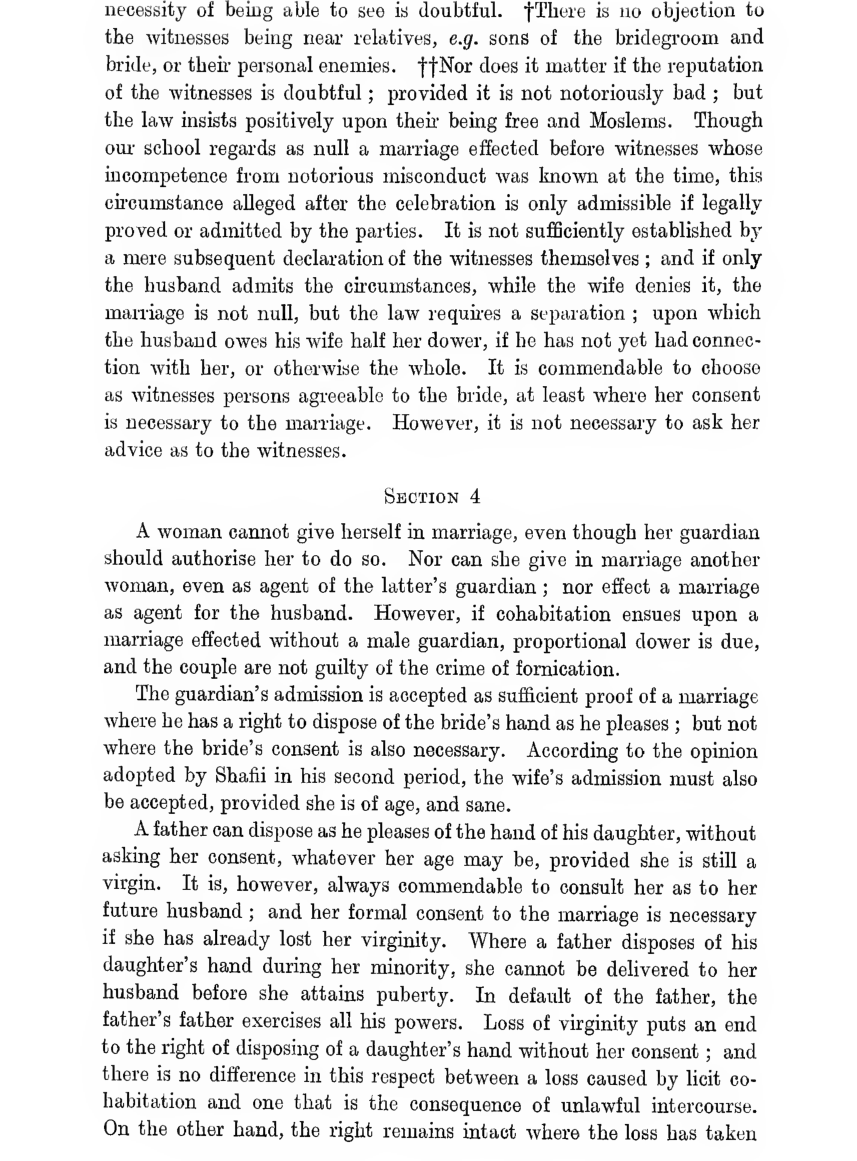 necessity of being able to see is doubtful. †There is no objection to
the witnesses being near relatives, e.g. sons of the bridegroom and
bride, or their personal enemies. ††Nor does it matter if the reputation
of the witnesses is doubtful ; provided it is not notoriously bad ; but
the law insists positively upon their being free and Moslems. Though
our school regards as null a marriage effected before witnesses whose
incompetence from notorious misconduct was known at the time, this
circumstance alleged after the celebration is only admissible if legally
proved or admitted by the parties. It is not sufficiently established by
a mere subsequent declaration of the witnesses themselves ; and if only
the husband admits the circumstances, while the wife denies it, the
marriage is not null, but the law requires a separation ; upon which
the husband owes his wife half her dower, if he has not yet had connec-
tion with her, or otherwise the whole. It is commendable to choose
as witnesses persons agreeable to the bride, at least where her consent
is necessary to the marriage. However, it is not necessary to ask her
advice as to the witnesses.
SECTION 4
A woman cannot give herself in marriage, even though her guardian
should authorise her to do so. Nor can she give in marriage another
woman, even as agent of the latter's guardian ; nor effect a marriage
as agent for the husband. However, if cohabitation ensues upon a
marriage effected without a male guardian, proportional dower is due,
and the couple are not guilty of the crime of fornication.
The guardian's admission is accepted as sufficient proof of a marriage
where he has a right to dispose of the bride's hand as he pleases ; but not
where the bride's consent is also necessary. According to the opinion
adopted by Shafii in his second period, the wife's admission must also
be accepted, provided she is of age, and sane.
A father can dispose as he pleases of the hand of his daughter, without
asking her consent, whatever her age may be, provided she is still a
virgin. It is, however, always commendable to consult her as to her
future husband ; and her formal consent to the marriage is necessary
if she has already lost her virginity. Where a father disposes of his
daughter's hand during her minority, she cannot be delivered to her
husband before she attains puberty. In default of the father, the
father's father exercises all his powers. Loss of virginity puts an end
to the right of disposing of a daughter's hand without her consent ; and
there is no difference in this respect between a loss caused by licit co-
habitation and one that is the consequence of unlawful intercourse.
On the other hand, the right remains intact where the loss has taken